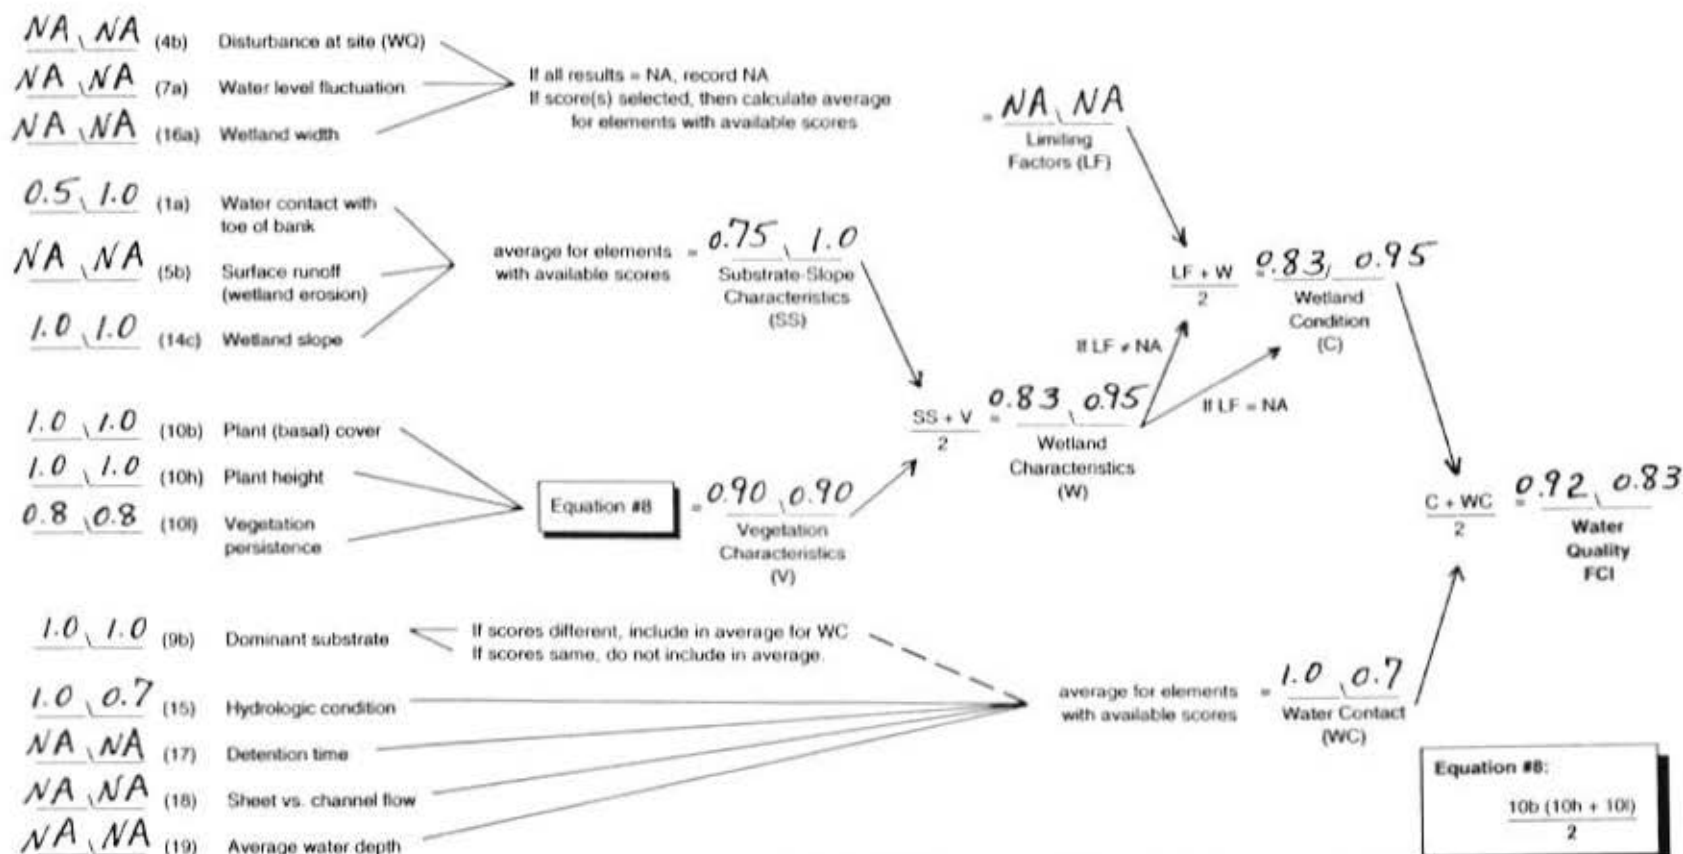 NA \ NA (4b) Disturbance at site (WQ)
NA \ NA (7a) Water level fluctuation
NA \ NA (16a) Wetland width
If all results = NA, record NA
If score(s) selected, then calculate average
for elements with available scores
= NA \ NA
Limiting
Factors (LF)
0.5 \ 1.0 (1a) Water contact with
toe of bank
NA \ NA (5b) Surface runoff
(wetland erosion)
1.0 \ 1.0 (14c) Wetland slope
average for elements
with available scores
= 0.75 \ 1.0
Substrate-Slope
Characteristics
(SS)
LF + W
2
= 0.83 \ 0.95
Wetland
Condition
(C)
If LF ≠ NA
If LF = NA
1.0 \ 1.0 (10b) Plant (basal) cover
1.0 \ 1.0 (10h) Plant height
0.8 \ 0.8 (10l) Vegetation
persistence
Equation #8
= 0.90 \ 0.90
Vegetation
Characteristics
(V)
SS + V
2
= 0.83 \ 0.95
Wetland
Characteristics
(W)
C + WC
2
= 0.92 \ 0.83
Water
Quality
FCI
1.0 \ 1.0 (9b) Dominant substrate
If scores different, include in average for WC
If scores same, do not include in average.
1.0 \ 0.7 (15) Hydrologic condition
NA \ NA (17) Detention time
NA \ NA (18) Sheet vs. channel flow
NA \ NA (19) Average water depth
average for elements
with available scores
= 1.0 \ 0.7
Water Contact
(WC)
Equation #8:
10b (10h + 10l)
2